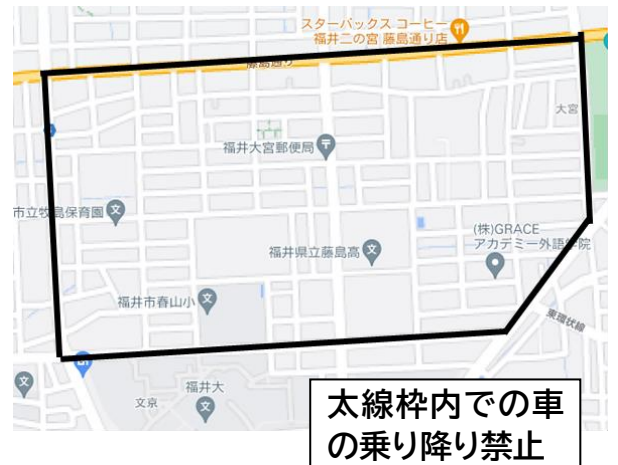 スターバックス コーヒー
福井二の宮 藤島通り店
藤島通り
大宮
福井大宮郵便局
市立牧島保育園
(株)GRACE
アカデミー外語学院
福井県立藤島高
福井市春山小
東環状線
福井大
文京
太線枠内での車
の乗り降り禁止